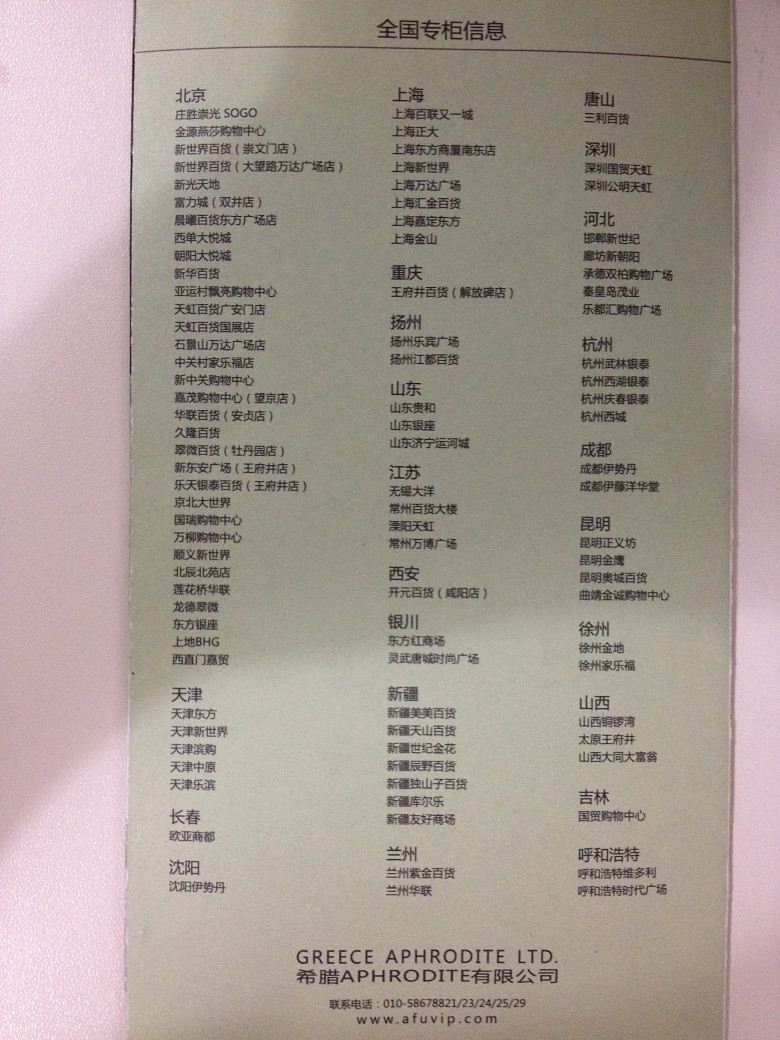 全国专柜信息
北京
庄胜崇光 SOGO
金源燕莎购物中心
新世界百货（崇文门店）
新世界百货（大望路万达广场店）
新光天地
富力城（双井店）
晨曦百货东方广场店
西单大悦城
朝阳大悦城
新华百货
亚运村飘亮购物中心
天虹百货广安门店
天虹百货国展店
石景山万达广场店
中关村家乐福店
新中关购物中心
嘉茂购物中心（望京店）
华联百货（安贞店）
久隆百货
翠微百货（牡丹园店）
新东安广场（王府井店）
乐天银泰百货（王府井店）
京北大世界
国瑞购物中心
万柳购物中心
顺义新世界
北辰北苑店
莲花桥华联
龙德翠微
东方银座
上地BHG
西直门嘉贸
天津
天津东方
天津新世界
天津滨购
天津中原
天津乐滨
长春
欧亚商都
沈阳
沈阳伊势丹
上海
上海百联又一城
上海正大
上海东方商厦南东店
上海新世界
上海万达广场
上海汇金百货
上海嘉定东方
上海金山
重庆
王府井百货（解放碑店）
扬州
扬州乐宾广场
扬州江都百货
山东
山东贵和
山东银座
山东济宁运河城
江苏
无锡大洋
常州百货大楼
溧阳天虹
常州万博广场
西安
开元百货（咸阳店）
银川
东方红商场
灵武唐城时尚广场
新疆
新疆美美百货
新疆天山百货
新疆世纪金花
新疆辰野百货
新疆独山子百货
新疆库尔乐
新疆友好商场
兰州
兰州紫金百货
兰州华联
唐山
三利百货
深圳
深圳国贸天虹
深圳公明天虹
河北
邯郸新世纪
廊坊新朝阳
承德双柏购物广场
秦皇岛茂业
乐都汇购物广场
杭州
杭州武林银泰
杭州西湖银泰
杭州庆春银泰
杭州西城
成都
成都伊势丹
成都伊藤洋华堂
昆明
昆明正义坊
昆明金鹰
昆明奥城百货
曲靖金诚购物中心
徐州
徐州金地
徐州家乐福
山西
山西铜锣湾
太原王府井
山西大同大富翁
吉林
国贸购物中心
呼和浩特
呼和浩特维多利
呼和浩特时代广场
GREECE APHRODITE LTD.
希腊APHRODITE有限公司
联系电话：010-58678821/23/24/25/29
www.afuvip.com